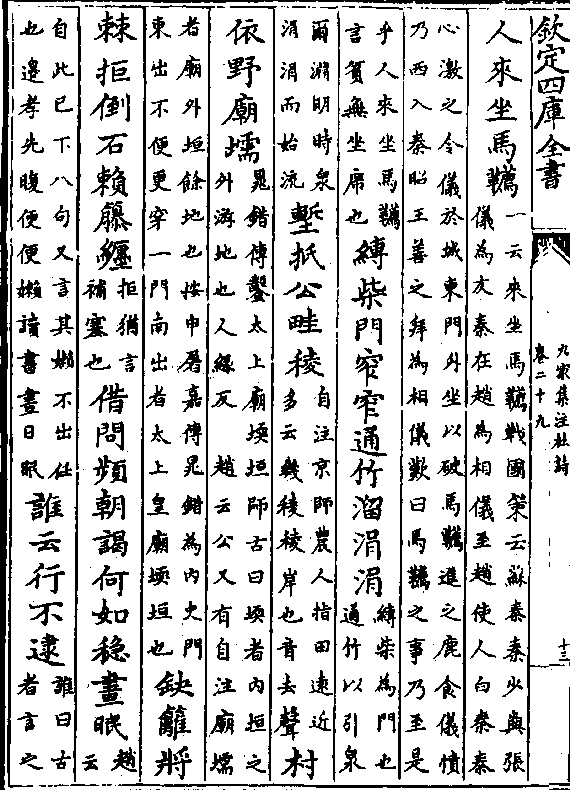 欽定四庫全書
九家集注杜詩
卷二十九
十三
人來坐馬韉一云來坐馬韉戰國策云蘇秦秦少與張儀為友秦在趙為相儀至趙使人白秦秦
心激之令儀於城東門外坐以破馬韉進之鹿食儀憤乃西入秦昭王善之拜為相儀歎曰馬韉之事乃至是
乎人來坐馬韉言貧無坐席也縛柴門窄窄通竹溜涓涓縛柴為門也通竹以引泉
爾淵明時泉涓涓而始流塹抵公畦稜自注京師農人指田遠近多云幾稜稜岸也音去聲村
依野廟壖晁錯傳鑿太上廟堧垣師古曰堧者内垣之外游地也人緣反趙云公又有自注廟壖
者廟外垣餘地也按申屠嘉傳晁錯為内史門東出不便更穿一門南出者太上皇廟堧垣也缺籬將
棘拒倒石賴籐纏拒猶言補塞也借問頻朝謁何如穩晝眠趙云
自此已下八句又言其嬾不出仕也邊孝先腹便便嬾讀書晝日眠誰云行不逮誰曰古者言之